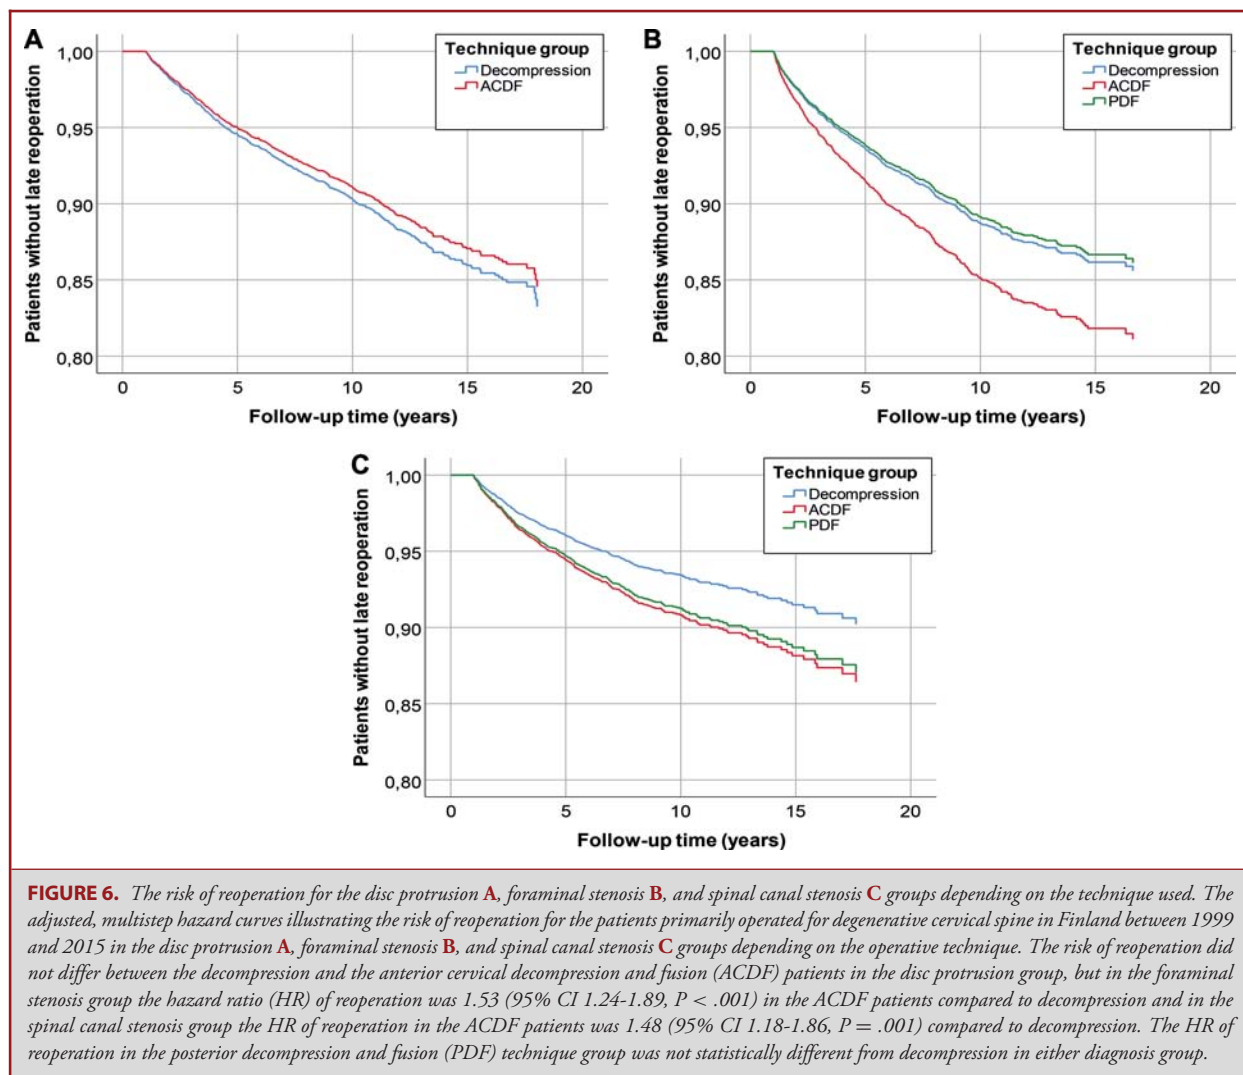 A
Patients without late reoperation
1,00
0,95
0,90
0,85
0,80
0
5
10
15
20
Follow-up time (years)
Technique group
Decompression
ACDF
B
Patients without late reoperation
1,00
0,95
0,90
0,85
0,80
0
5
10
15
20
Follow-up time (years)
Technique group
Decompression
ACDF
PDF
C
Patients without late reoperation
1,00
0,95
0,90
0,85
0,80
0
5
10
15
20
Follow-up time (years)
Technique group
Decompression
ACDF
PDF
FIGURE 6. The risk of reoperation for the disc protrusion A, foraminal stenosis B, and spinal canal stenosis C groups depending on the technique used. The
adjusted, multistep hazard curves illustrating the risk of reoperation for the patients primarily operated for degenerative cervical spine in Finland between 1999
and 2015 in the disc protrusion A, foraminal stenosis B, and spinal canal stenosis C groups depending on the operative technique. The risk of reoperation did
not differ between the decompression and the anterior cervical decompression and fusion (ACDF) patients in the disc protrusion group, but in the foraminal
stenosis group the hazard ratio (HR) of reoperation was 1.53 (95% CI 1.24-1.89, P < .001) in the ACDF patients compared to decompression and in the
spinal canal stenosis group the HR of reoperation in the ACDF patients was 1.48 (95% CI 1.18-1.86, P = .001) compared to decompression. The HR of
reoperation in the posterior decompression and fusion (PDF) technique group was not statistically different from decompression in either diagnosis group.